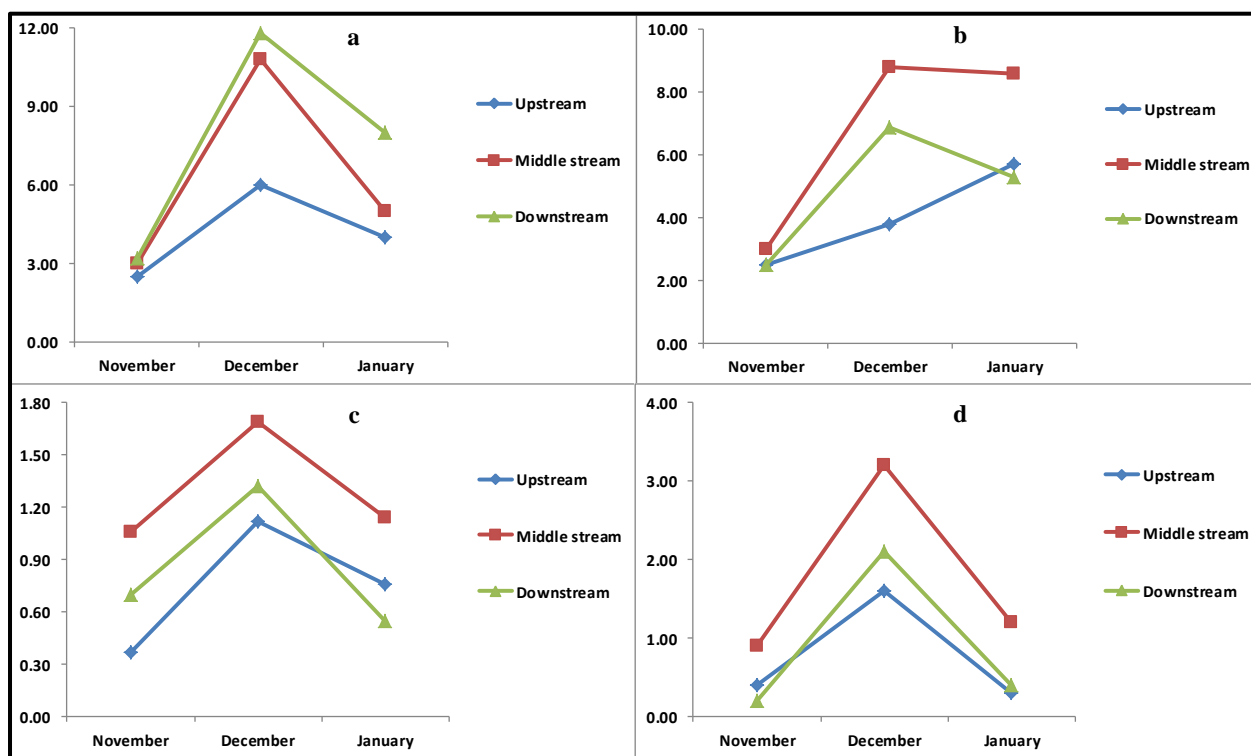 a
12.00
9.00
6.00
3.00
0.00
November December January
Upstream
Middle stream
Downstream
b
10.00
8.00
6.00
4.00
2.00
0.00
November December January
Upstream
Middle stream
Downstream
c
1.80
1.50
1.20
0.90
0.60
0.30
0.00
November December January
Upstream
Middle stream
Downstream
d
4.00
3.00
2.00
1.00
0.00
November December January
Upstream
Middle stream
Downstream